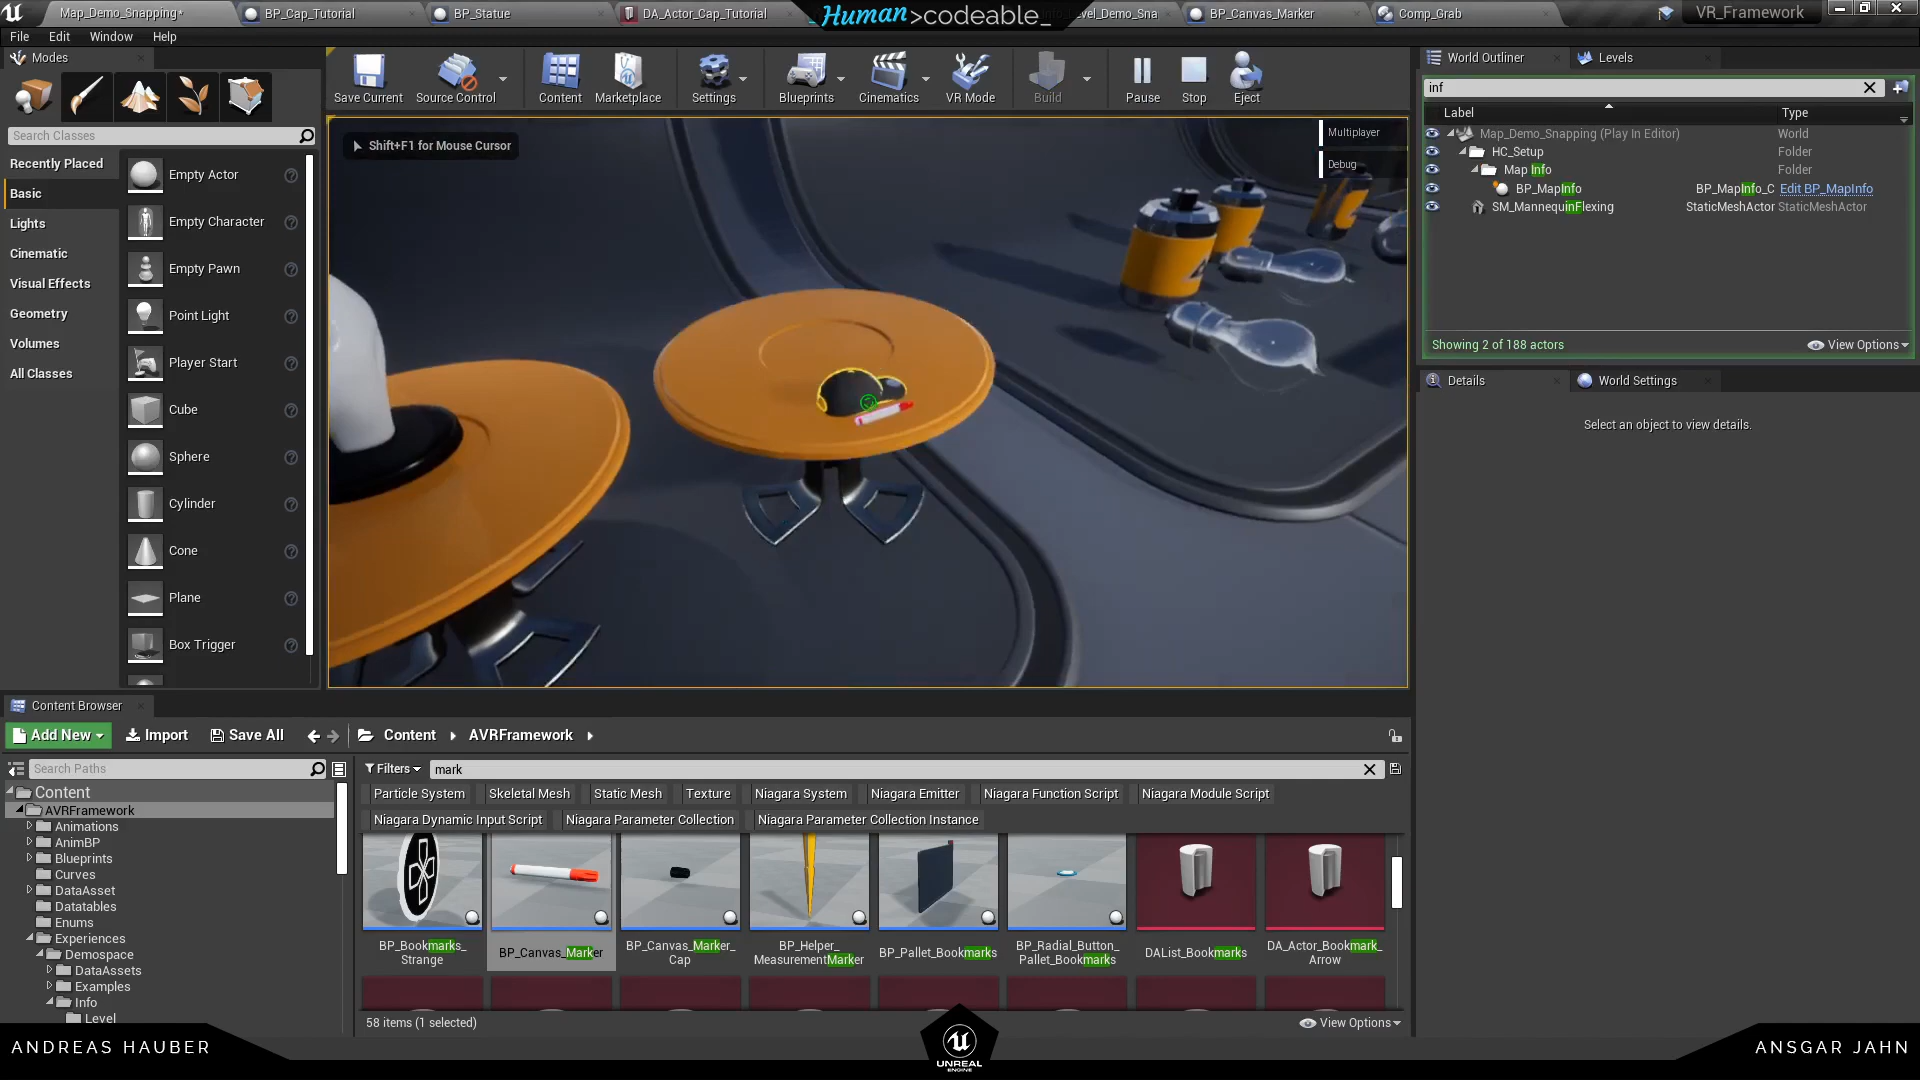 Map_Demo_Snapping*
BP_Cap_Tutorial
BP_Statue
DA_Actor_Cap_Tutorial
Human>codeable_
Level_Demo_Sna
BP_Canvas_Marker
Comp_Grab
VR_Framework
File
Edit
Window
Help
Modes
Save Current
Source Control
Content
Marketplace
Settings
Blueprints
Cinematics
VR Mode
Build
Pause
Stop
Eject
World Outliner
Levels
inf
Label
Type
Map_Demo_Snapping (Play In Editor)
World
HC_Setup
Folder
Map Info
Folder
BP_MapInfo
BP_MapInfo_C
Edit BP_MapInfo
SM_MannequinFlexing
StaticMeshActor
StaticMeshActor
Showing 2 of 188 actors
View Options
Details
World Settings
Select an object to view details.
Search Classes
Recently Placed
Basic
Lights
Cinematic
Visual Effects
Geometry
Volumes
All Classes
Empty Actor
Empty Character
Empty Pawn
Point Light
Player Start
Cube
Sphere
Cylinder
Cone
Plane
Box Trigger
Shift+F1 for Mouse Cursor
Multiplayer
Debug
Content Browser
Add New
Import
Save All
Content
AVRFramework
Search Paths
Content
AVRFramework
Animations
AnimBP
Blueprints
Curves
DataAsset
Datatables
Enums
Experiences
Demospace
DataAssets
Examples
Info
Level
Filters
mark
Particle System
Skeletal Mesh
Static Mesh
Texture
Niagara System
Niagara Emitter
Niagara Function Script
Niagara Module Script
Niagara Dynamic Input Script
Niagara Parameter Collection
Niagara Parameter Collection Instance
BP_Bookmarks_
Strange
BP_Canvas_Marker
BP_Canvas_Marker_
Cap
BP_Helper_
MeasurementMarker
BP_Pallet_Bookmarks
BP_Radial_Button_
Pallet_Bookmarks
DAList_Bookmarks
DA_Actor_Bookmark_
Arrow
58 items (1 selected)
View Options
ANDREAS HAUBER
UNREAL
ENGINE
ANSGAR JAHN